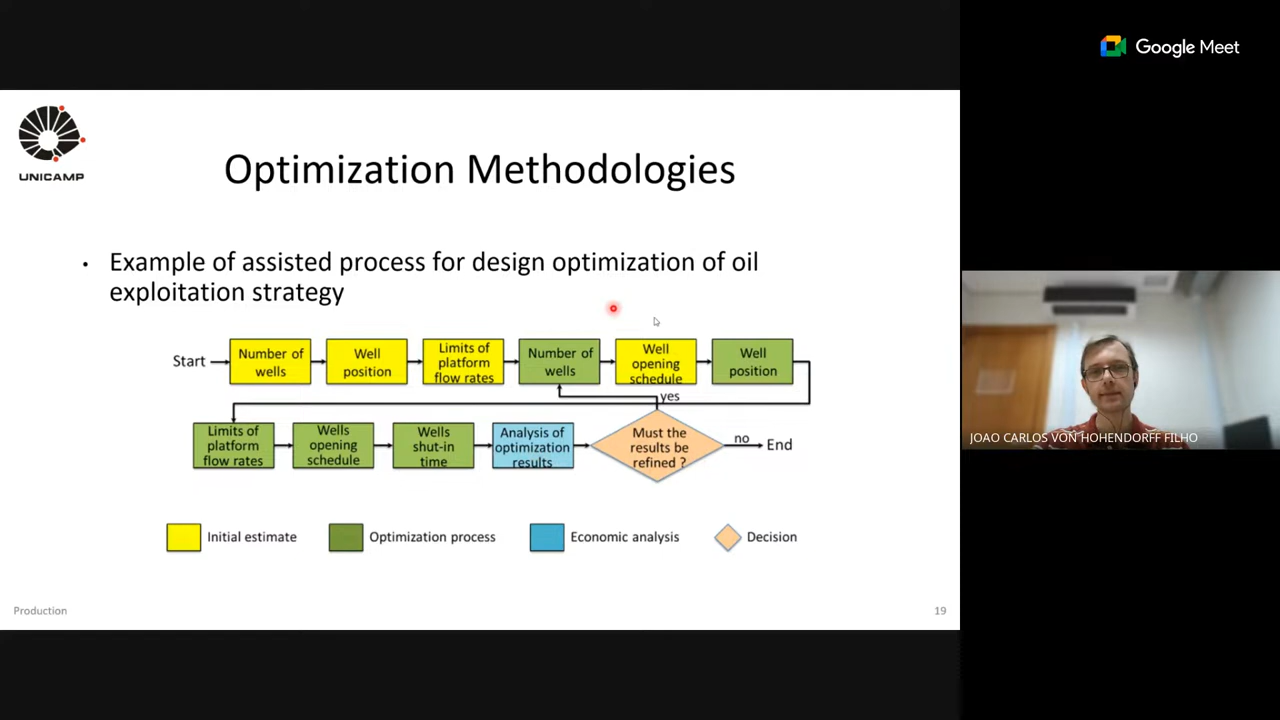 Google Meet
UNICAMP
Optimization Methodologies
• Example of assisted process for design optimization of oil
exploitation strategy
Start
Number of
wells
Well
position
Limits of
platform
flow rates
Number of
wells
Well
opening
schedule
Well
position
yes
Limits of
platform
flow rates
Wells
opening
schedule
Wells
shut-in
time
Analysis of
optimization
results
Must the
results be
refined ?
no
End
Initial estimate
Optimization process
Economic analysis
Decision
Production
19
JOAO CARLOS VON HOHENDORFF FILHO